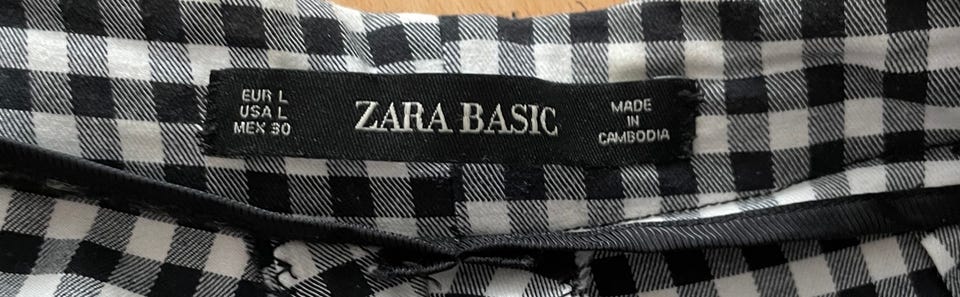 EUR L
USA L
MEX 30
ZARA BASIC
MADE
IN
CAMBODIA